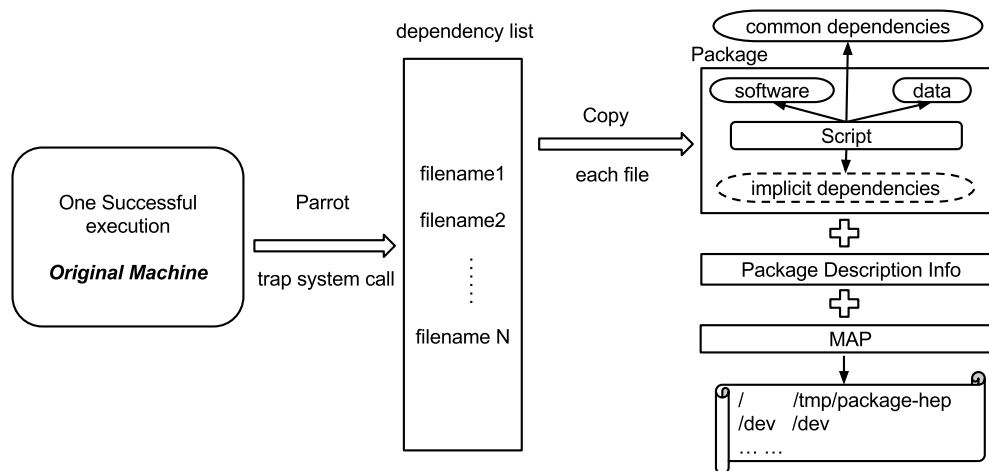 One Successful
execution
Original Machine
Parrot
trap system call
dependency list
filename1
filename2
......
filename N
Copy
each file
common dependencies
Package
software
data
Script
implicit dependencies
Package Description Info
MAP
/ /tmp/package-hep
/dev /dev
... ...